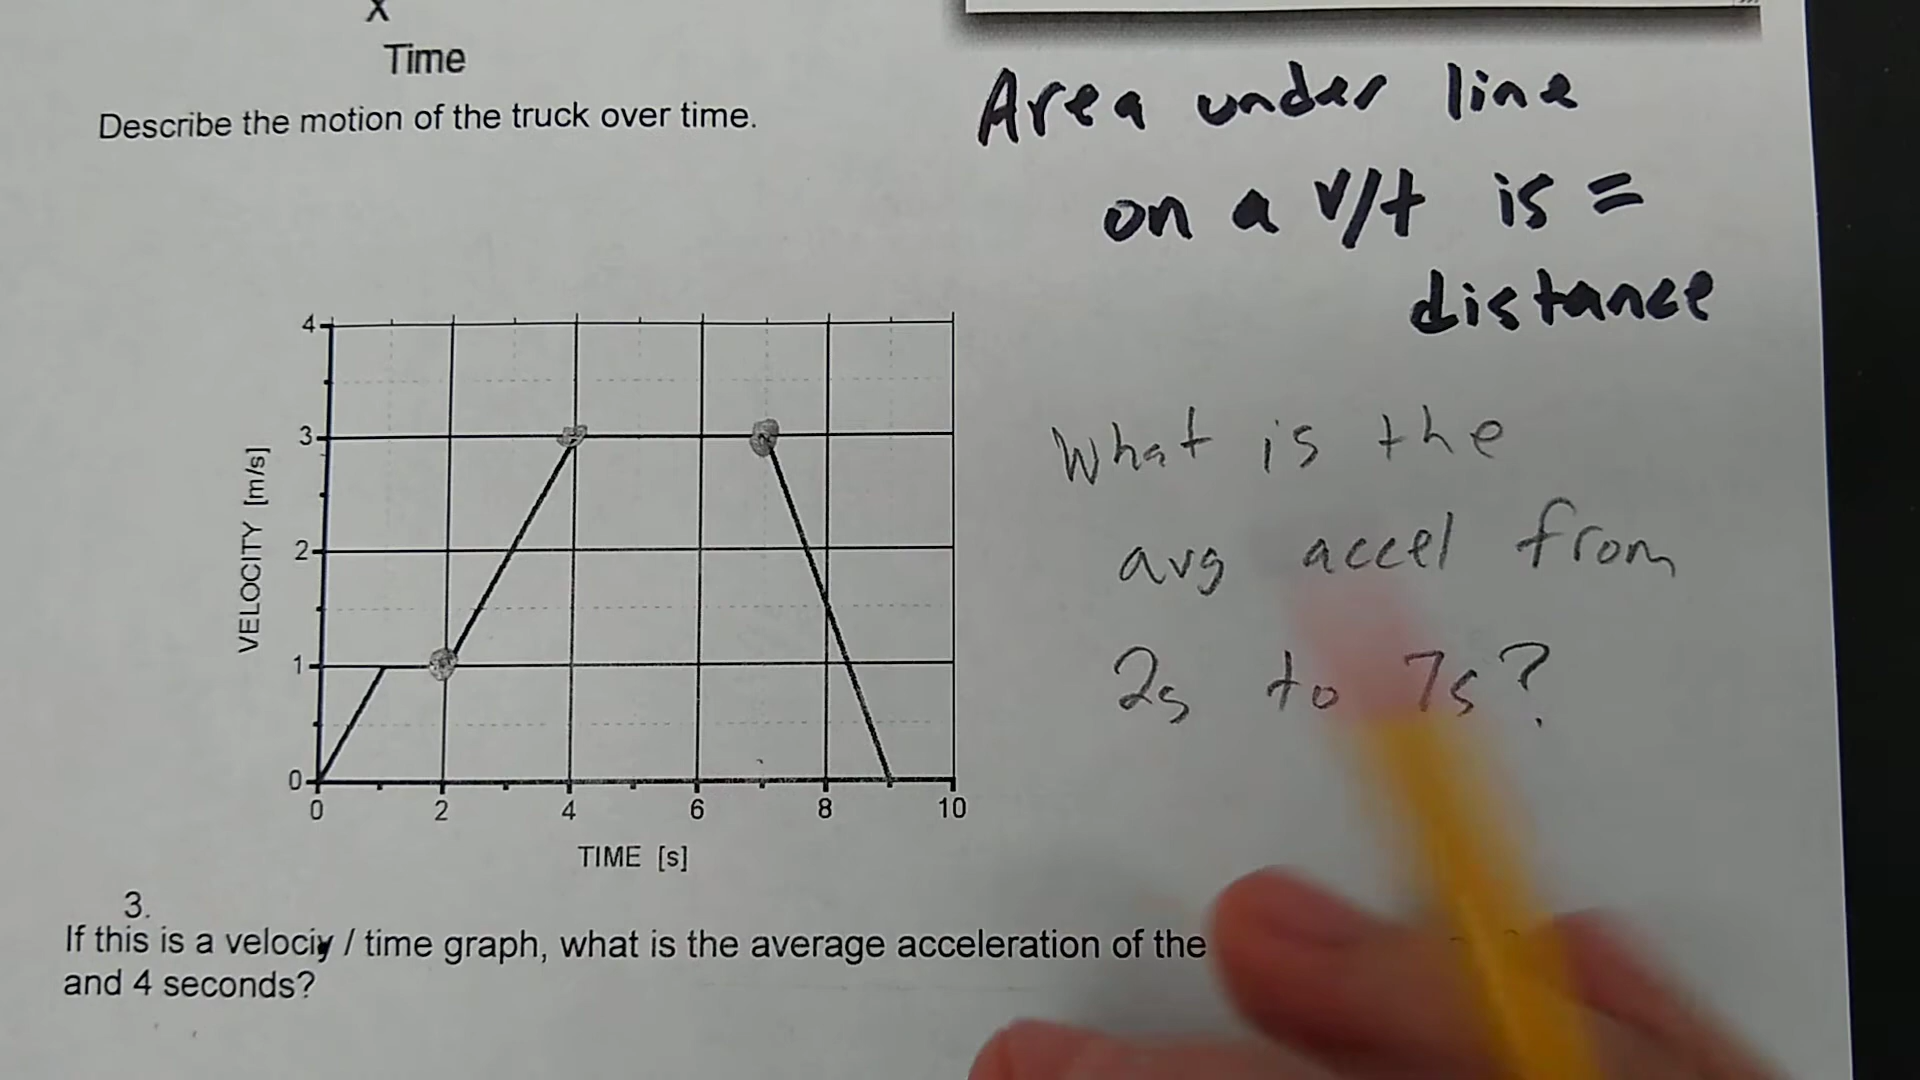 x
Time
Describe the motion of the truck over time.
Area under line
on a v/t is =
distance
What is the
avg accel from
2s to 7s?
4
3
2
1
0
VELOCITY [m/s]
0 2 4 6 8 10
TIME [s]
3.
If this is a velociy / time graph, what is the average acceleration of the
and 4 seconds?